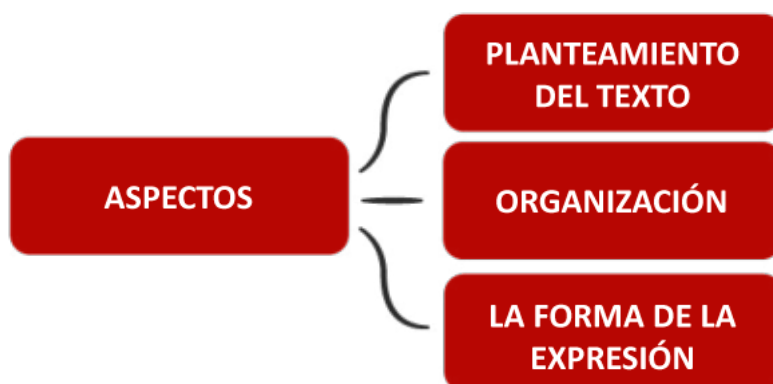 PLANTEAMIENTO
DEL TEXTO
ASPECTOS
ORGANIZACIÓN
LA FORMA DE LA
EXPRESIÓN